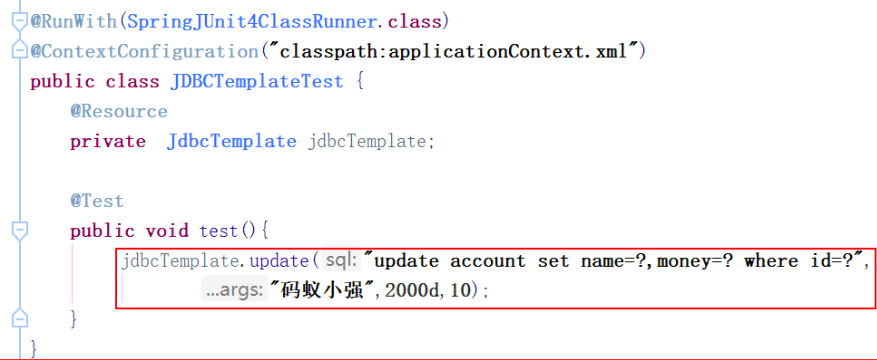 @RunWith(SpringJUnit4ClassRunner.class)
@ContextConfiguration("classpath:applicationContext.xml")
public class JDBCTemplateTest {
@Resource
private JdbcTemplate jdbcTemplate;
@Test
public void test(){
jdbcTemplate.update( sql: "update account set name=?,money=? where id=?",
...args: "码蚁小强",2000d,10);
}
}